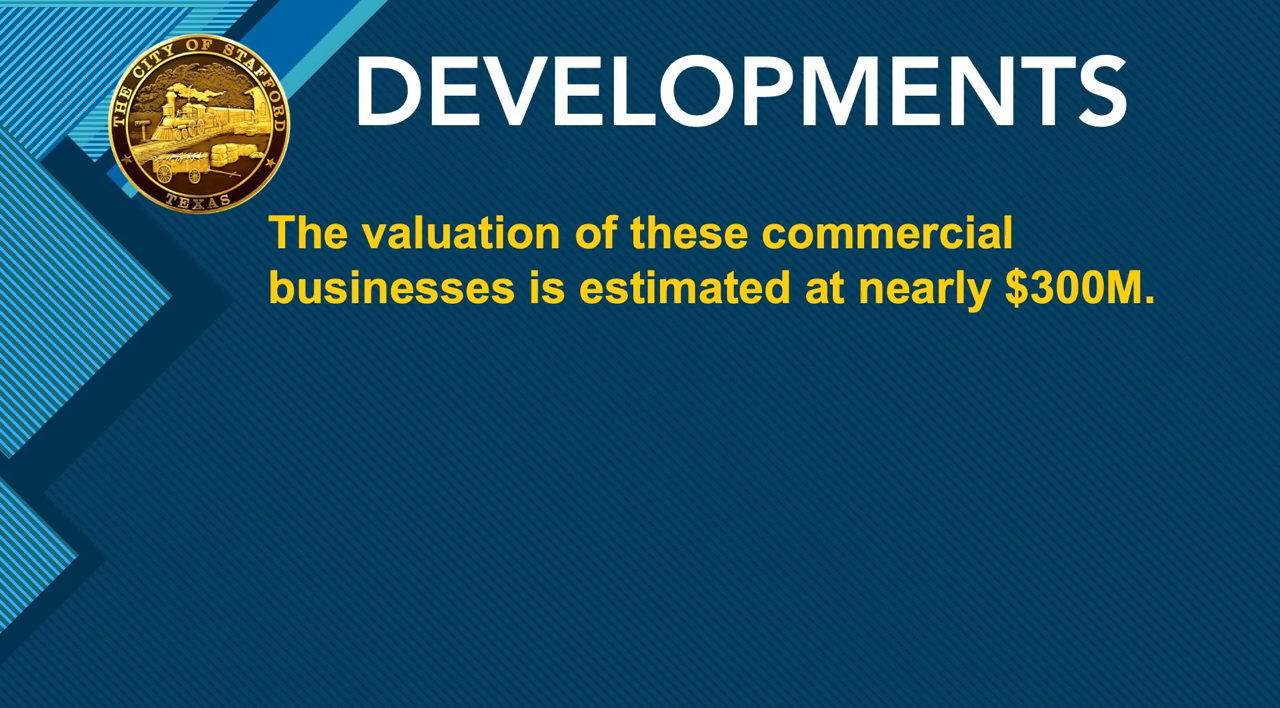 THE CITY OF STAFFORD
TEXAS
DEVELOPMENTS
The valuation of these commercial
businesses is estimated at nearly $300M.